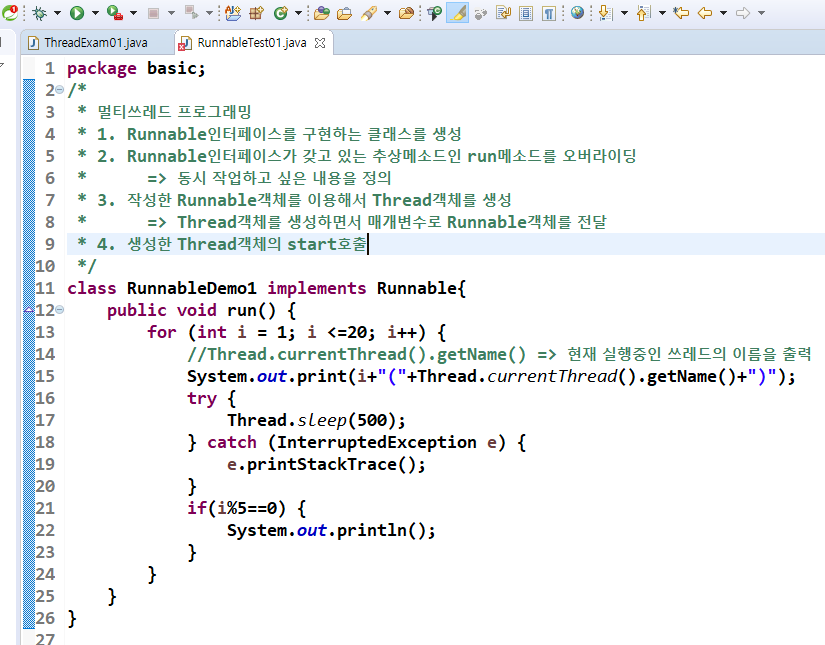 ThreadExam01.java RunnableTest01.java
1 package basic;
2 /*
3 * 멀티쓰레드 프로그래밍
4 * 1. Runnable인터페이스를 구현하는 클래스를 생성
5 * 2. Runnable인터페이스가 갖고 있는 추상메소드인 run메소드를 오버라이딩
6 * => 동시 작업하고 싶은 내용을 정의
7 * 3. 작성한 Runnable객체를 이용해서 Thread객체를 생성
8 * => Thread객체를 생성하면서 매개변수로 Runnable객체를 전달
9 * 4. 생성한 Thread객체의 start호출
10 */
11 class RunnableDemo1 implements Runnable{
12 public void run() {
13 for (int i = 1; i <=20; i++) {
14 //Thread.currentThread().getName() => 현재 실행중인 쓰레드의 이름을 출력
15 System.out.print(i+"("+Thread.currentThread().getName()+")");
16 try {
17 Thread.sleep(500);
18 } catch (InterruptedException e) {
19 e.printStackTrace();
20 }
21 if(i%5==0) {
22 System.out.println();
23 }
24 }
25 }
26 }
27